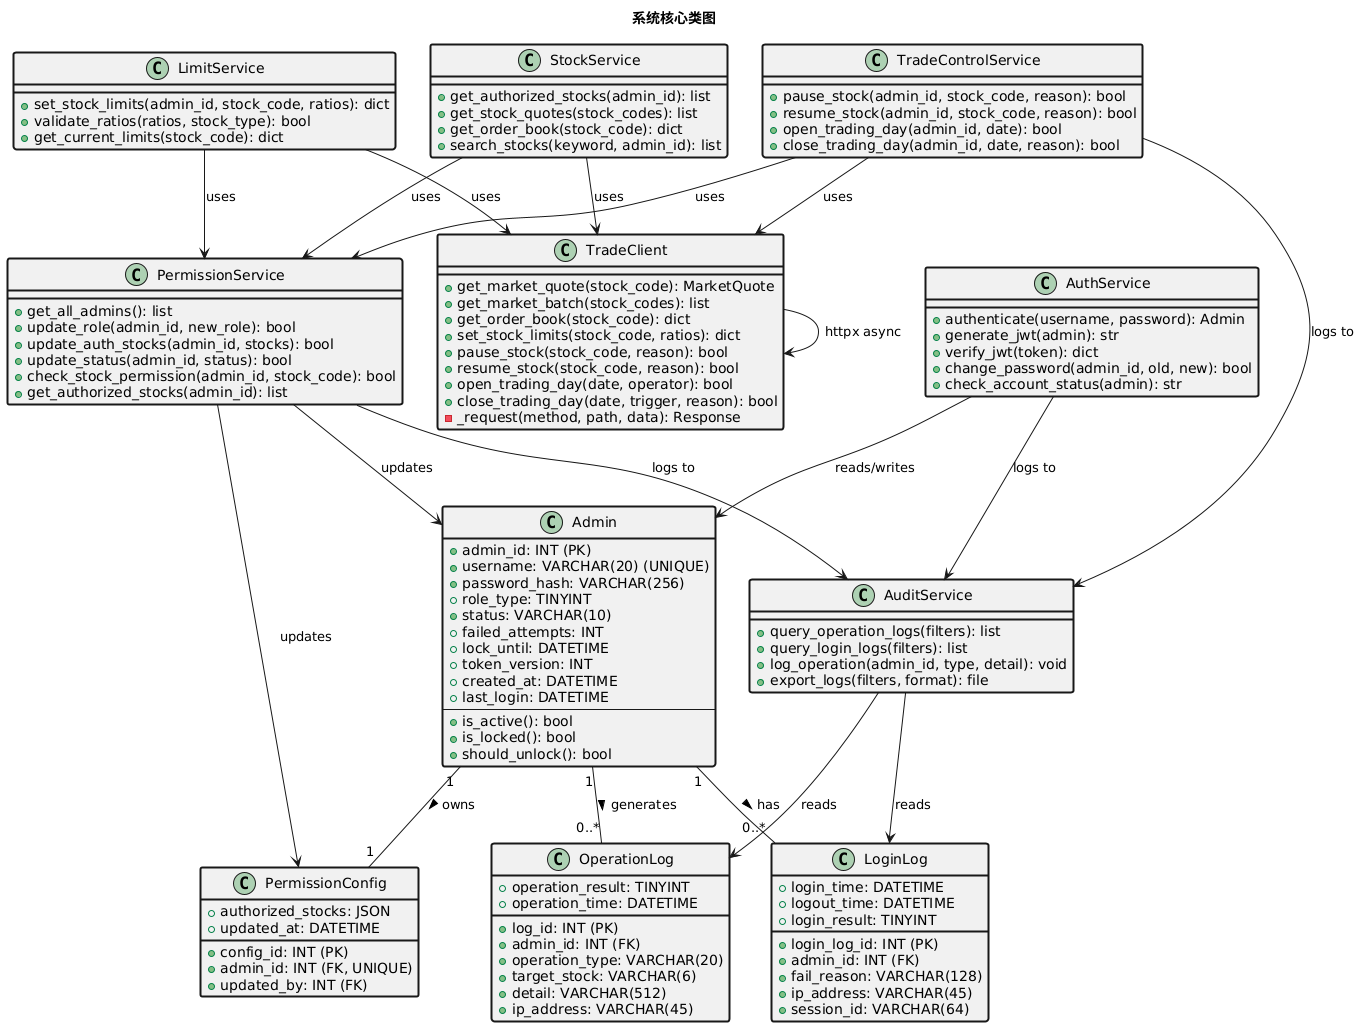 系统核心类图
C LimitService
set_stock_limits(admin_id, stock_code, ratios): dict
validate_ratios(ratios, stock_type): bool
get_current_limits(stock_code): dict
C StockService
get_authorized_stocks(admin_id): list
get_stock_quotes(stock_codes): list
get_order_book(stock_code): dict
search_stocks(keyword, admin_id): list
C TradeControlService
pause_stock(admin_id, stock_code, reason): bool
resume_stock(admin_id, stock_code, reason): bool
open_trading_day(admin_id, date): bool
close_trading_day(admin_id, date, reason): bool
uses
uses
uses
uses
uses
uses
logs to
C PermissionService
get_all_admins(): list
update_role(admin_id, new_role): bool
update_auth_stocks(admin_id, stocks): bool
update_status(admin_id, status): bool
check_stock_permission(admin_id, stock_code): bool
get_authorized_stocks(admin_id): list
C TradeClient
get_market_quote(stock_code): MarketQuote
get_market_batch(stock_codes): list
get_order_book(stock_code): dict
set_stock_limits(stock_code, ratios): dict
pause_stock(stock_code, reason): bool
resume_stock(stock_code, reason): bool
open_trading_day(date, operator): bool
close_trading_day(date, trigger, reason): bool
_request(method, path, data): Response
httpx async
C AuthService
authenticate(username, password): Admin
generate_jwt(admin): str
verify_jwt(token): dict
change_password(admin_id, old, new): bool
check_account_status(admin): str
updates
logs to
reads/writes
logs to
updates
C Admin
admin_id: INT (PK)
username: VARCHAR(20) (UNIQUE)
password_hash: VARCHAR(256)
role_type: TINYINT
status: VARCHAR(10)
failed_attempts: INT
lock_until: DATETIME
token_version: INT
created_at: DATETIME
last_login: DATETIME
is_active(): bool
is_locked(): bool
should_unlock(): bool
C AuditService
query_operation_logs(filters): list
query_login_logs(filters): list
log_operation(admin_id, type, detail): void
export_logs(filters, format): file
1
1
1
owns
generates
has
reads
reads
1
0..*
0..*
C PermissionConfig
authorized_stocks: JSON
updated_at: DATETIME
config_id: INT (PK)
admin_id: INT (FK, UNIQUE)
updated_by: INT (FK)
C OperationLog
operation_result: TINYINT
operation_time: DATETIME
log_id: INT (PK)
admin_id: INT (FK)
operation_type: VARCHAR(20)
target_stock: VARCHAR(6)
detail: VARCHAR(512)
ip_address: VARCHAR(45)
C LoginLog
login_time: DATETIME
logout_time: DATETIME
login_result: TINYINT
login_log_id: INT (PK)
admin_id: INT (FK)
fail_reason: VARCHAR(128)
ip_address: VARCHAR(45)
session_id: VARCHAR(64)